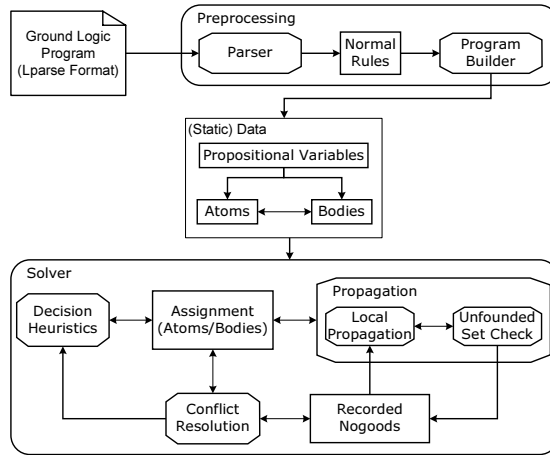 Preprocessing
Ground Logic
Program
(Lparse Format)
Parser
Normal
Rules
Program
Builder
(Static) Data
Propositional Variables
Atoms
Bodies
Solver
Decision
Heuristics
Assignment
(Atoms/Bodies)
Propagation
Local
Propagation
Unfounded
Set Check
Conflict
Resolution
Recorded
Nogoods